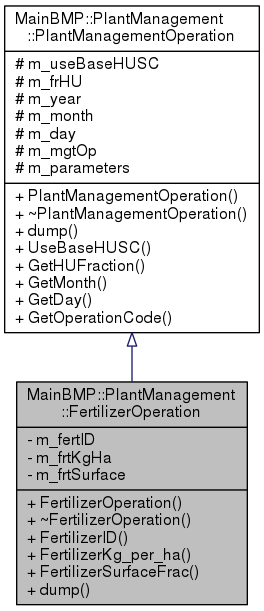 MainBMP::PlantManagement
::PlantManagementOperation
# m_useBaseHUSC
# m_frHU
# m_year
# m_month
# m_day
# m_mgtOp
# m_parameters
+ PlantManagementOperation()
+ ~PlantManagementOperation()
+ dump()
+ UseBaseHUSC()
+ GetHUFraction()
+ GetMonth()
+ GetDay()
+ GetOperationCode()
MainBMP::PlantManagement
::FertilizerOperation
- m_fertID
- m_frtKgHa
- m_frtSurface
+ FertilizerOperation()
+ ~FertilizerOperation()
+ FertilizerID()
+ FertilizerKg_per_ha()
+ FertilizerSurfaceFrac()
+ dump()